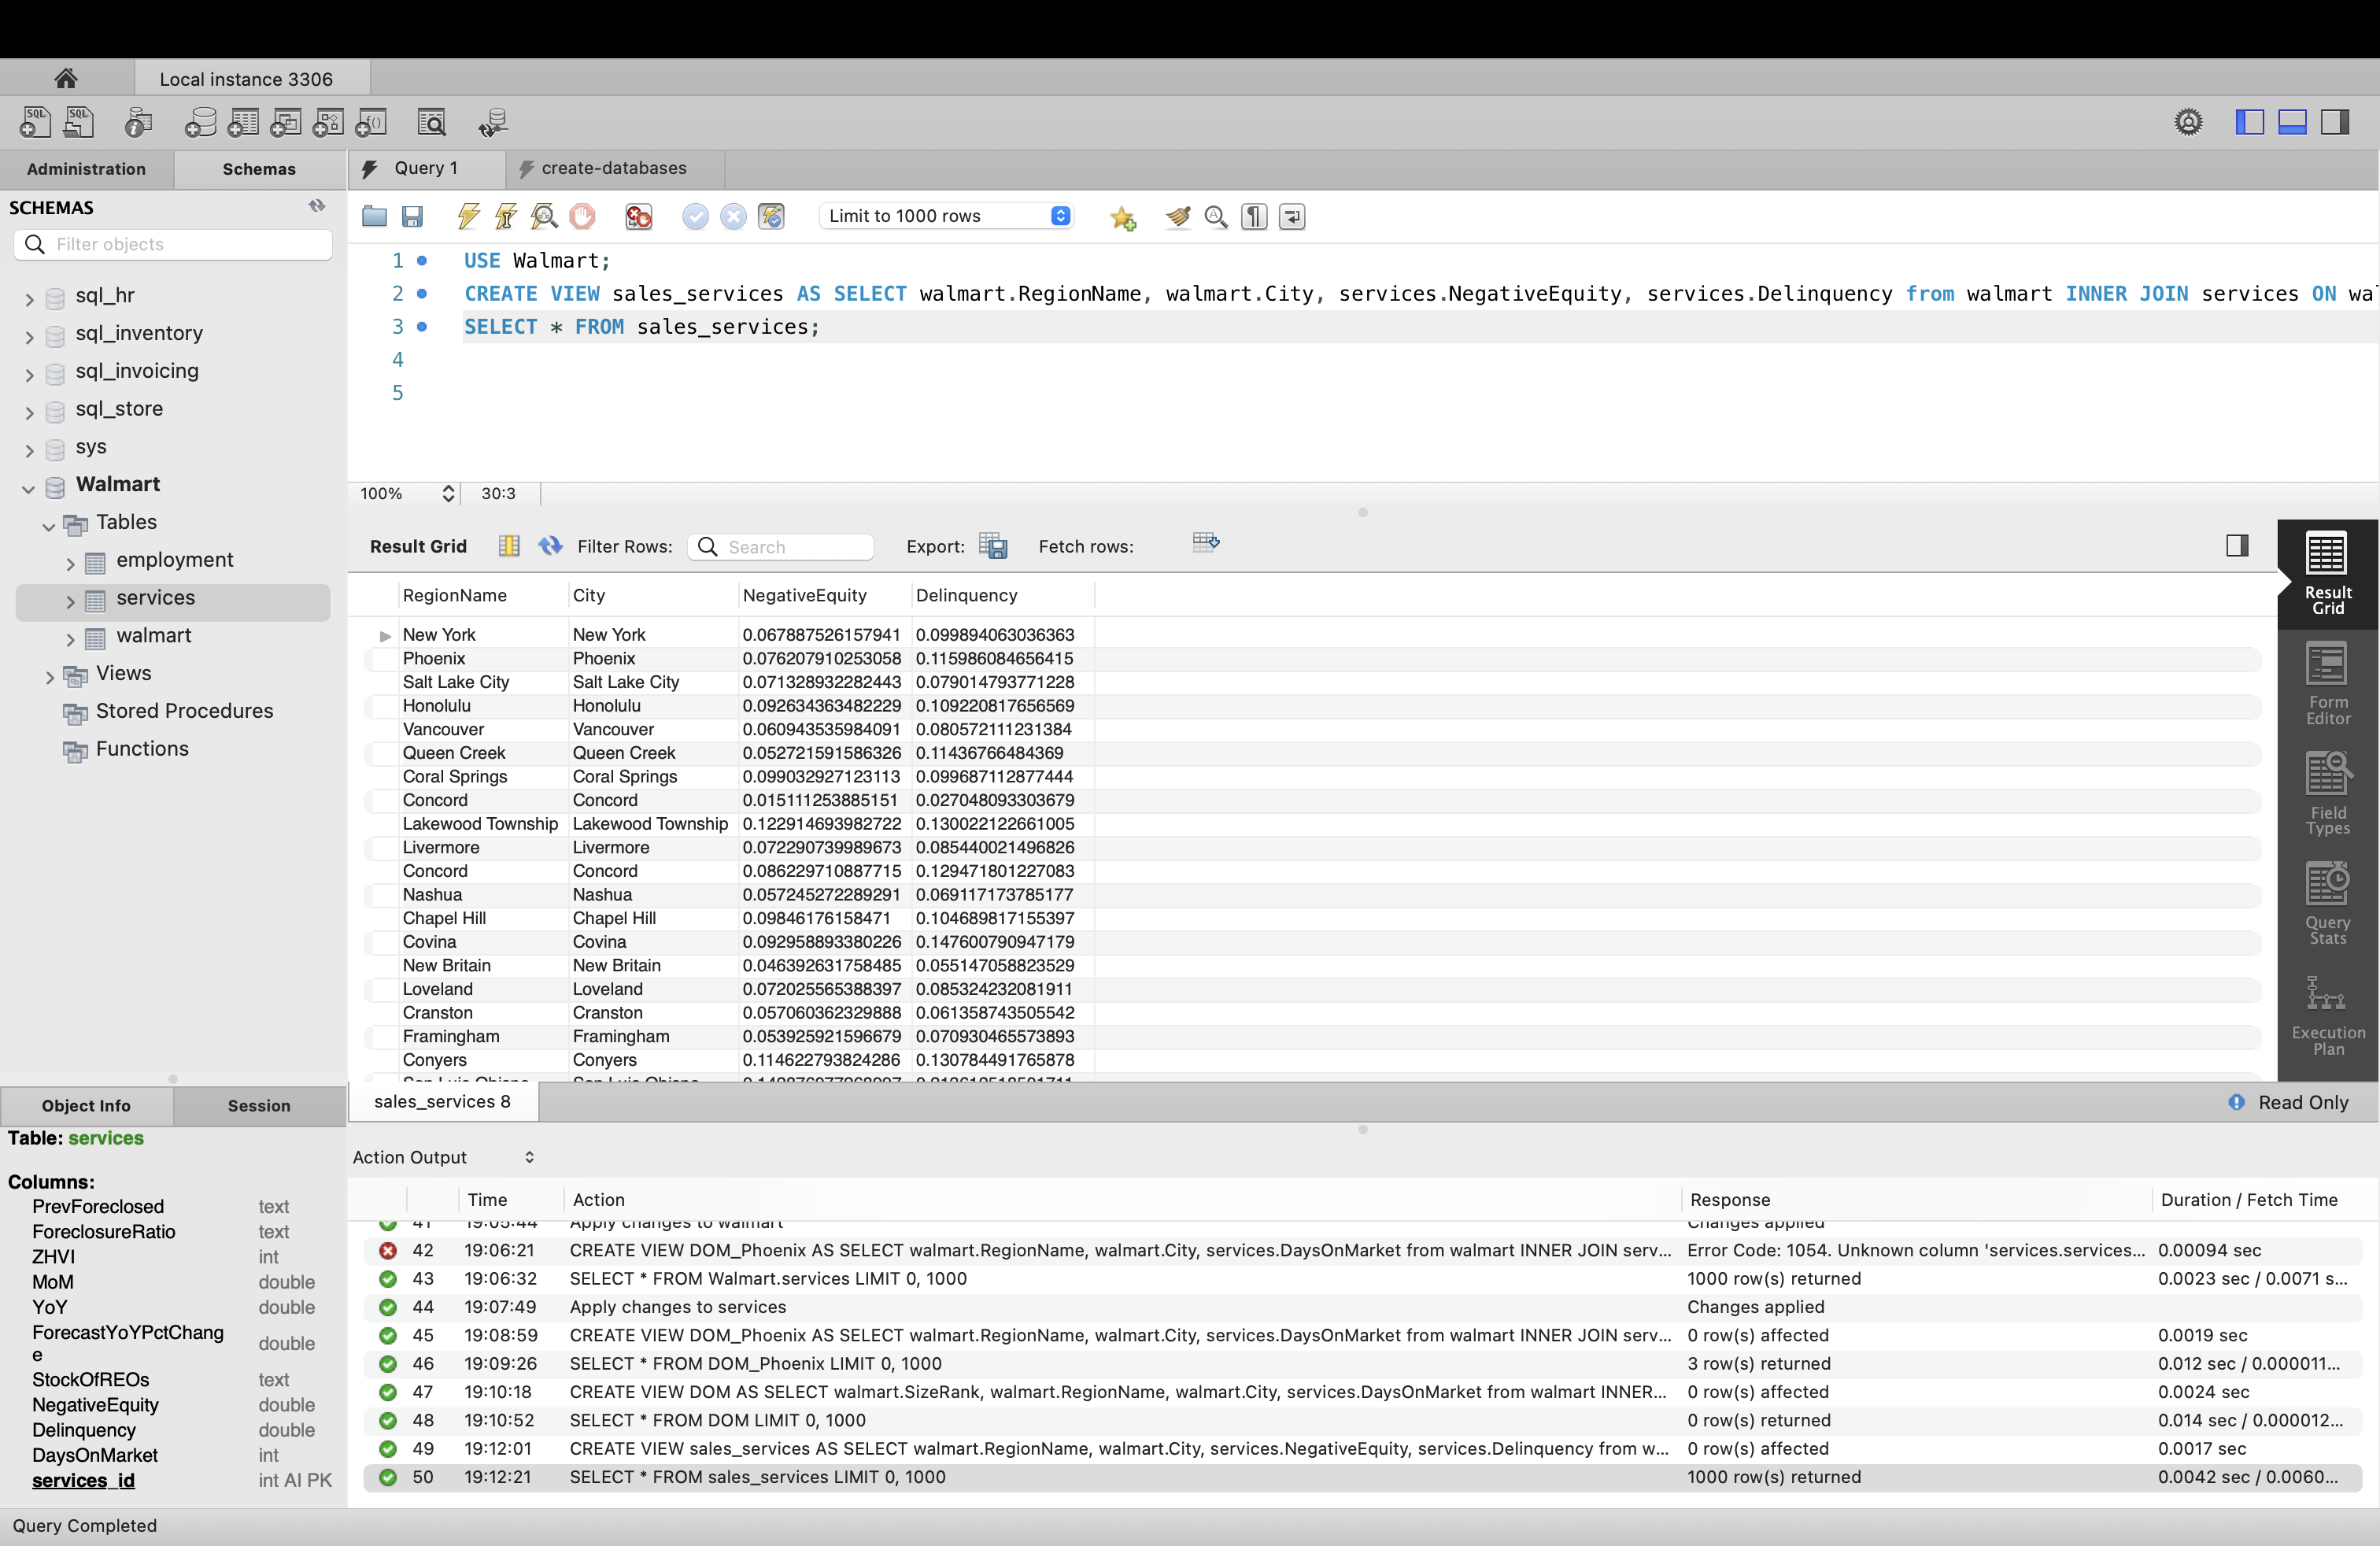 Local instance 3306
Administration
Schemas
Query 1
create-databases
SCHEMAS
Filter objects
Limit to 1000 rows
sql_hr
sql_inventory
sql_invoicing
sql_store
sys
Walmart
Tables
employment
services
walmart
Views
Stored Procedures
Functions
1 USE Walmart;
2 CREATE VIEW sales_services AS SELECT walmart.RegionName, walmart.City, services.NegativeEquity, services.Delinquency from walmart INNER JOIN services ON wal
3 SELECT * FROM sales_services;
4
5
100% 30:3
Result Grid Filter Rows: Search Export: Fetch rows:
RegionName City NegativeEquity Delinquency
New York New York 0.067887526157941 0.099894063036363
Phoenix Phoenix 0.076207910253058 0.115986084656415
Salt Lake City Salt Lake City 0.071328932282443 0.079014793771228
Honolulu Honolulu 0.092634363482229 0.109220817656569
Vancouver Vancouver 0.060943535984091 0.080572111231384
Queen Creek Queen Creek 0.052721591586326 0.11436766484369
Coral Springs Coral Springs 0.099032927123113 0.099687112877444
Concord Concord 0.015111253885151 0.027048093303679
Lakewood Township Lakewood Township 0.122914693982722 0.130022122661005
Livermore Livermore 0.072290739989673 0.085440021496826
Concord Concord 0.086229710887715 0.129471801227083
Nashua Nashua 0.057245272289291 0.069117173785177
Chapel Hill Chapel Hill 0.09846176158471 0.104689817155397
Covina Covina 0.092958893380226 0.147600790947179
New Britain New Britain 0.046392631758485 0.055147058823529
Loveland Loveland 0.072025565388397 0.085324232081911
Cranston Cranston 0.057060362329888 0.061358743505542
Framingham Framingham 0.053925921596679 0.070930465573893
Conyers Conyers 0.114622793824286 0.130784491765878
San Luis Obispo San Luis Obispo
Result
Grid
Form
Editor
Field
Types
Query
Stats
Execution
Plan
sales_services 8
Read Only
Object Info
Session
Table: services
Columns:
PrevForeclosed text
ForeclosureRatio text
ZHVI int
MoM double
YoY double
ForecastYoYPctChang
e double
StockOfREOs text
NegativeEquity double
Delinquency double
DaysOnMarket int
services_id int AI PK
Action Output
Time Action Response Duration / Fetch Time
41 19:05:44 Apply changes to walmart Changes applied
42 19:06:21 CREATE VIEW DOM_Phoenix AS SELECT walmart.RegionName, walmart.City, services.DaysOnMarket from walmart INNER JOIN serv... Error Code: 1054. Unknown column 'services.services... 0.00094 sec
43 19:06:32 SELECT * FROM Walmart.services LIMIT 0, 1000 1000 row(s) returned 0.0023 sec / 0.0071 s...
44 19:07:49 Apply changes to services Changes applied
45 19:08:59 CREATE VIEW DOM_Phoenix AS SELECT walmart.RegionName, walmart.City, services.DaysOnMarket from walmart INNER JOIN serv... 0 row(s) affected 0.0019 sec
46 19:09:26 SELECT * FROM DOM_Phoenix LIMIT 0, 1000 3 row(s) returned 0.012 sec / 0.000011...
47 19:10:18 CREATE VIEW DOM AS SELECT walmart.SizeRank, walmart.RegionName, walmart.City, services.DaysOnMarket from walmart INNER... 0 row(s) affected 0.0024 sec
48 19:10:52 SELECT * FROM DOM LIMIT 0, 1000 0 row(s) returned 0.014 sec / 0.000012...
49 19:12:01 CREATE VIEW sales_services AS SELECT walmart.RegionName, walmart.City, services.NegativeEquity, services.Delinquency from w... 0 row(s) affected 0.0017 sec
50 19:12:21 SELECT * FROM sales_services LIMIT 0, 1000 1000 row(s) returned 0.0042 sec / 0.0060...
Query Completed